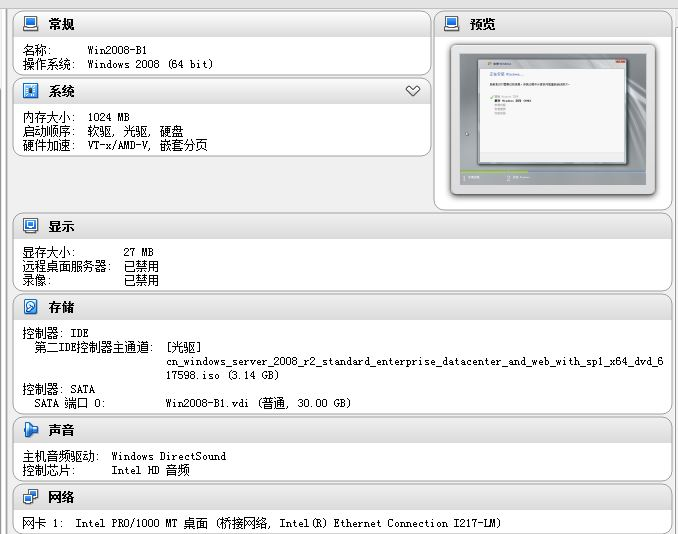 常规
名称: Win2008-B1
操作系统: Windows 2008 (64 bit)
系统
内存大小: 1024 MB
启动顺序: 软驱, 光驱, 硬盘
硬件加速: VT-x/AMD-V, 嵌套分页
预览
显示
显存大小: 27 MB
远程桌面服务器: 已禁用
录像: 已禁用
存储
控制器: IDE
第二IDE控制器主通道: [光驱]
cn_windows_server_2008_r2_standard_enterprise_datacenter_and_web_with_sp1_x64_dvd_6
17598.iso (3.14 GB)
控制器: SATA
SATA 端口 0: Win2008-B1.vdi (普通, 30.00 GB)
声音
主机音频驱动: Windows DirectSound
控制芯片: Intel HD 音频
网络
网卡 1: Intel PRO/1000 MT 桌面 (桥接网络, Intel(R) Ethernet Connection I217-LM)